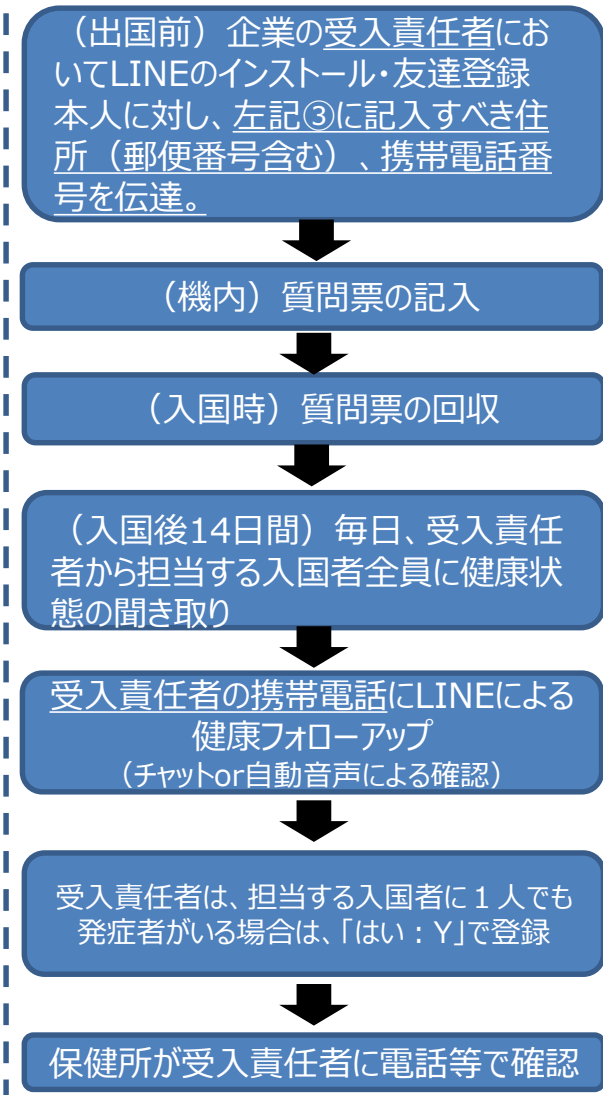 （出国前）企業の受入責任者にお
いてLINEのインストール・友達登録
本人に対し、左記③に記入すべき住
所（郵便番号含む）、携帯電話番
号を伝達。
（機内）質問票の記入
（入国時）質問票の回収
（入国後14日間）毎日、受入責任
者から担当する入国者全員に健康状
態の聞き取り
受入責任者の携帯電話にLINEによる
健康フォローアップ
（チャットor自動音声による確認）
受入責任者は、担当する入国者に１人でも
発症者がいる場合は、「はい：Y」で登録
保健所が受入責任者に電話等で確認